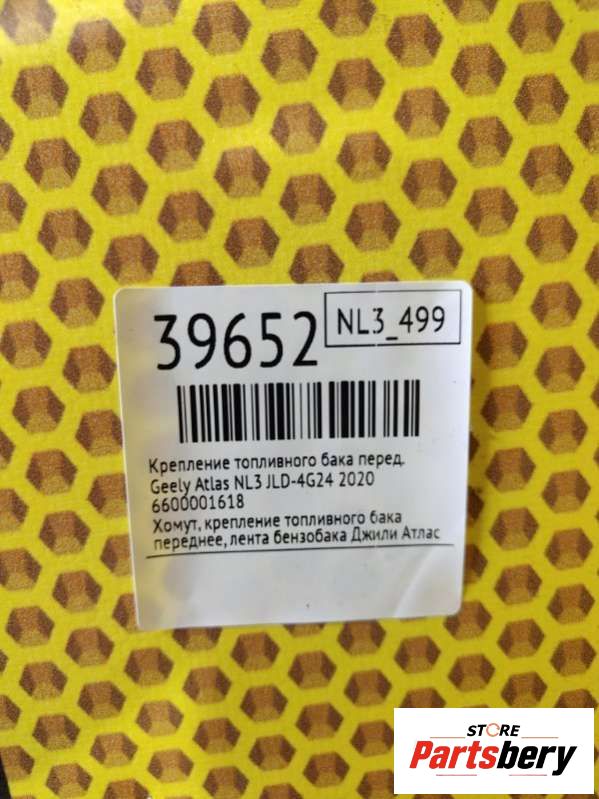 39652
NL3_499
Крепление топливного бака перед.
Geely Atlas NL3 JLD-4G24 2020
6600001618
Хомут, крепление топливного бака
переднее, лента бензобака Джили Атлас
STORE
Partsbery